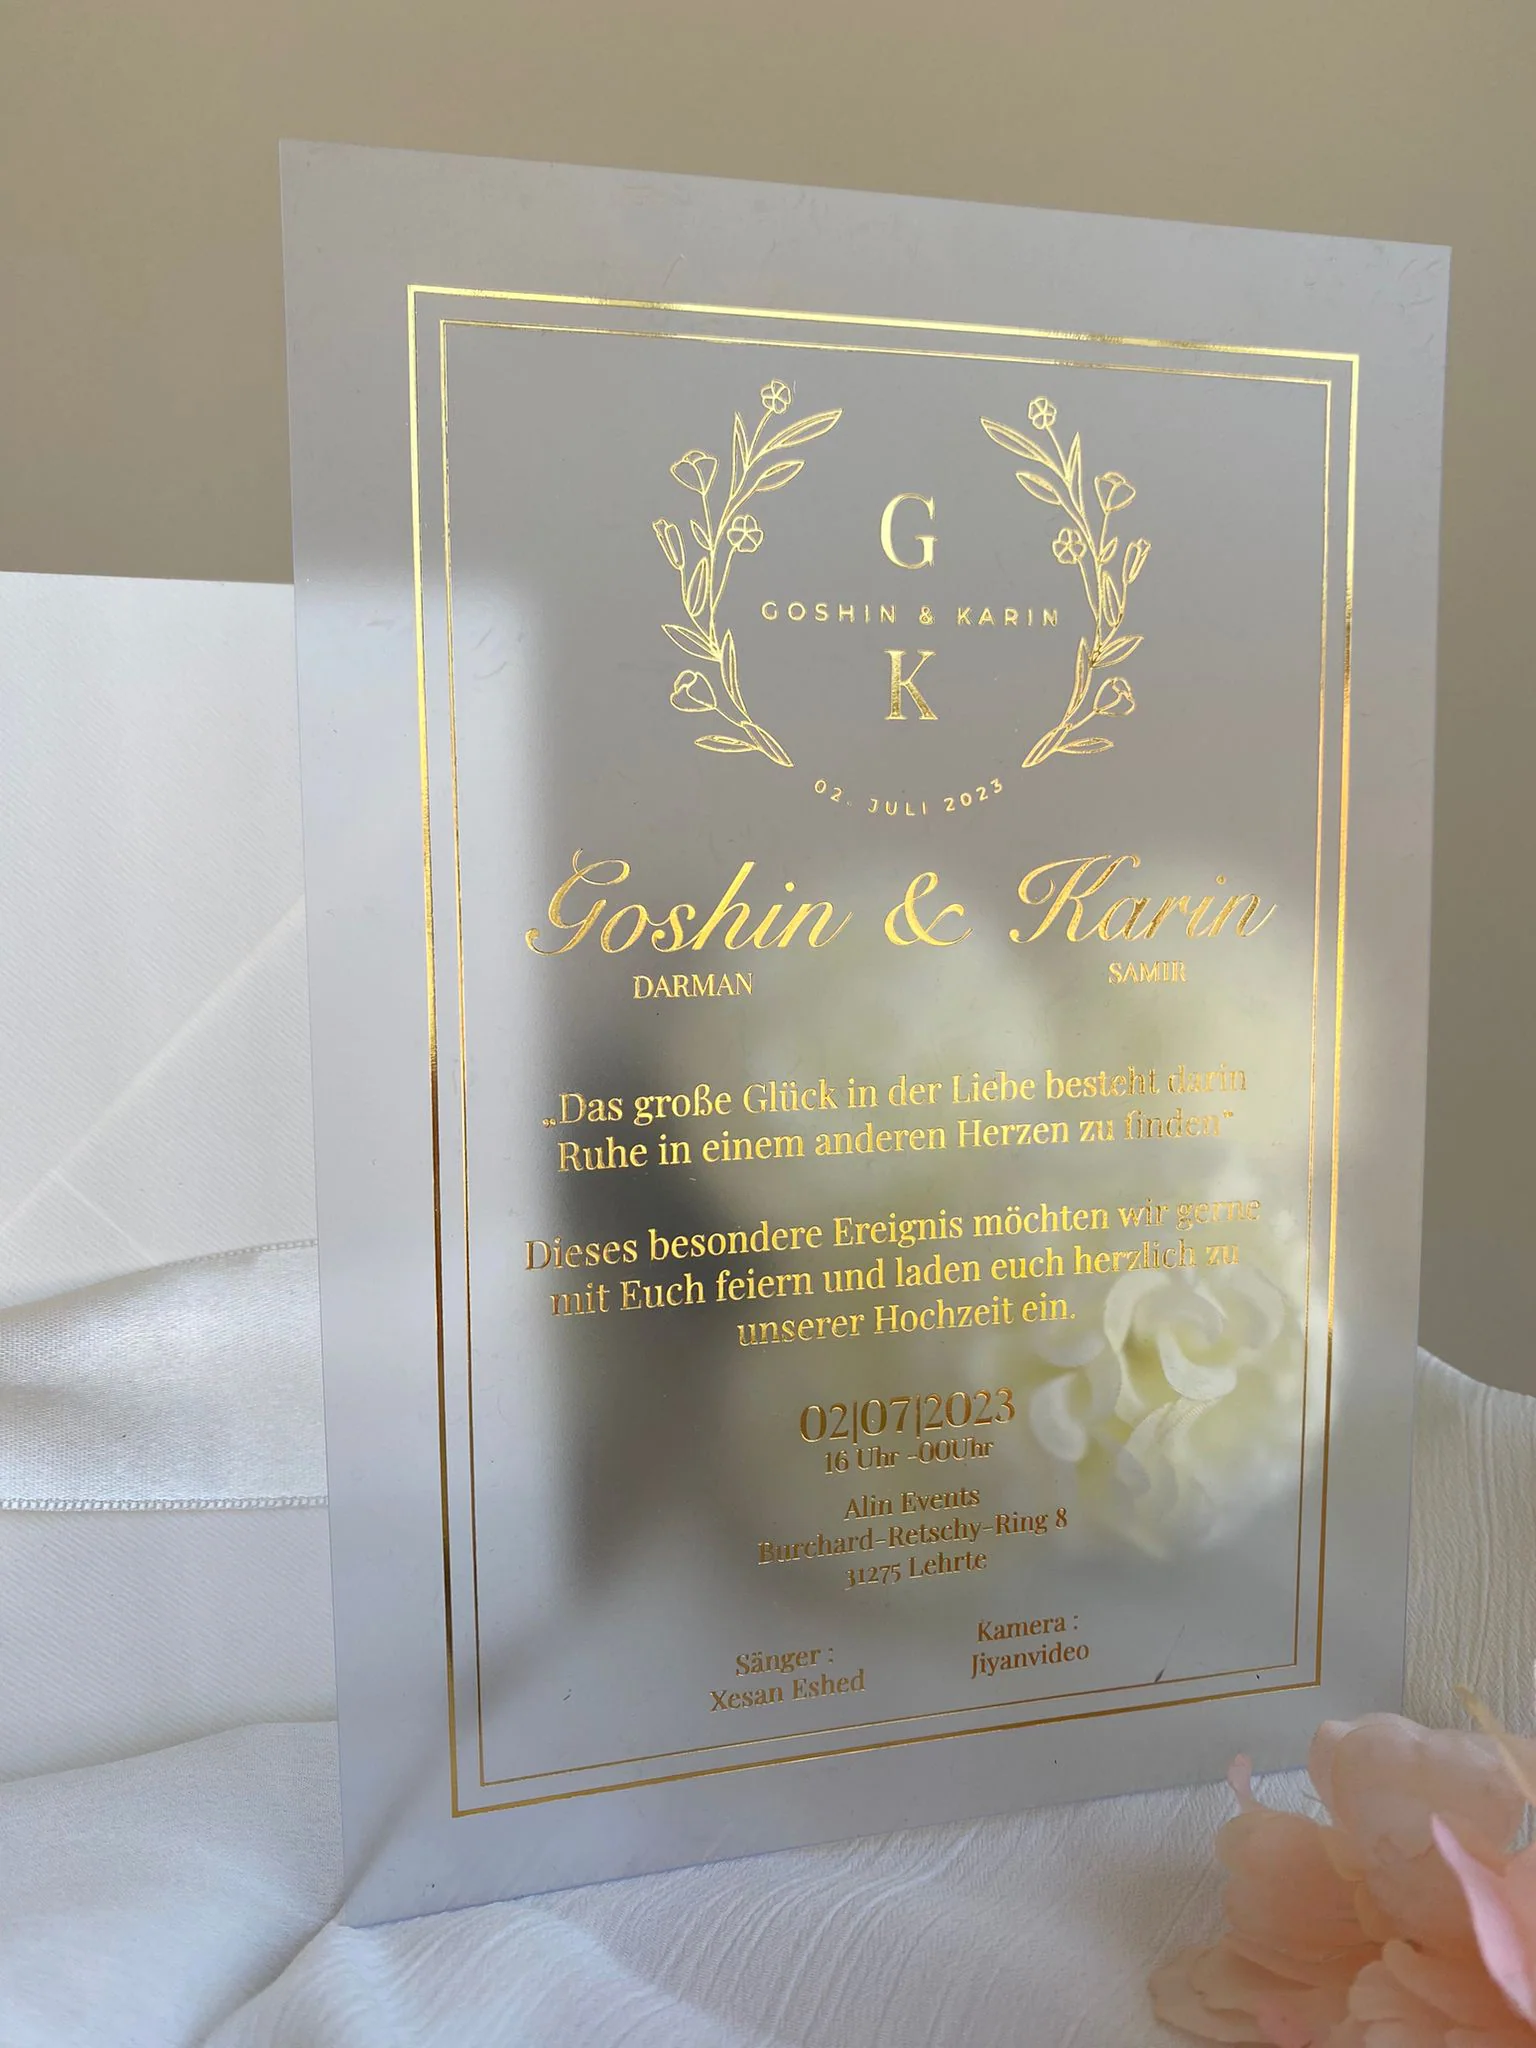 G
GOSHIN & KARIN
K
02. JULI 2023
Goshin & Karin
DARMAN
SAMIR
„Das große Glück in der Liebe besteht darin
Ruhe in einem anderen Herzen zu finden“
Dieses besondere Ereignis möchten wir gerne
mit Euch feiern und laden euch herzlich zu
unserer Hochzeit ein.
02|07|2023
16 Uhr -00Uhr
Alin Events
Burchard-Retschy-Ring 8
31275 Lehrte
Sänger :
Xesan Eshed
Kamera :
Jiyanvideo